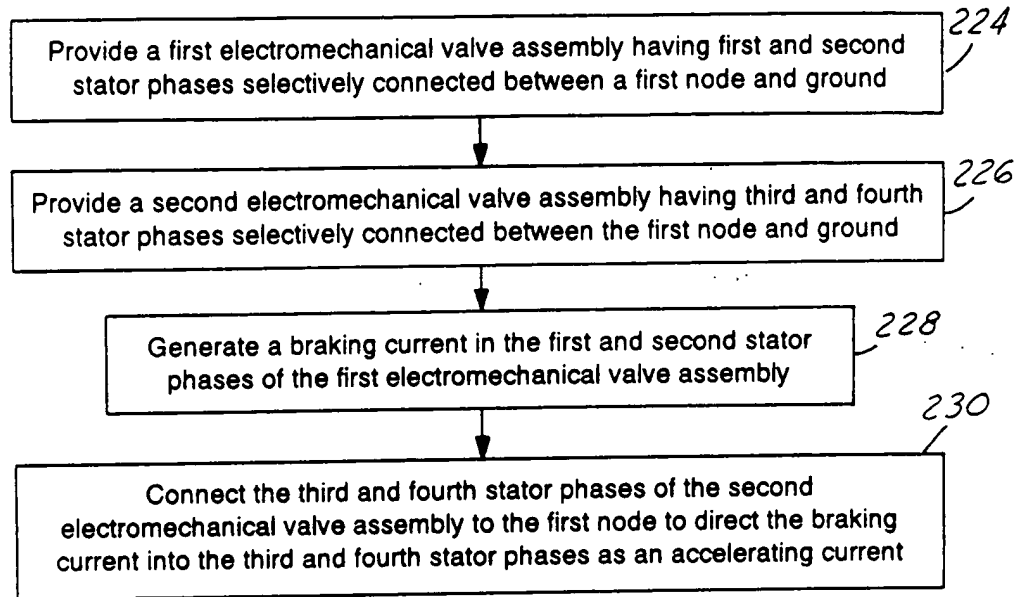 224
Provide a first electromechanical valve assembly having first and second
stator phases selectively connected between a first node and ground
226
Provide a second electromechanical valve assembly having third and fourth
stator phases selectively connected between the first node and ground
228
Generate a braking current in the first and second stator
phases of the first electromechanical valve assembly
230
Connect the third and fourth stator phases of the second
electromechanical valve assembly to the first node to direct the braking
current into the third and fourth stator phases as an accelerating current